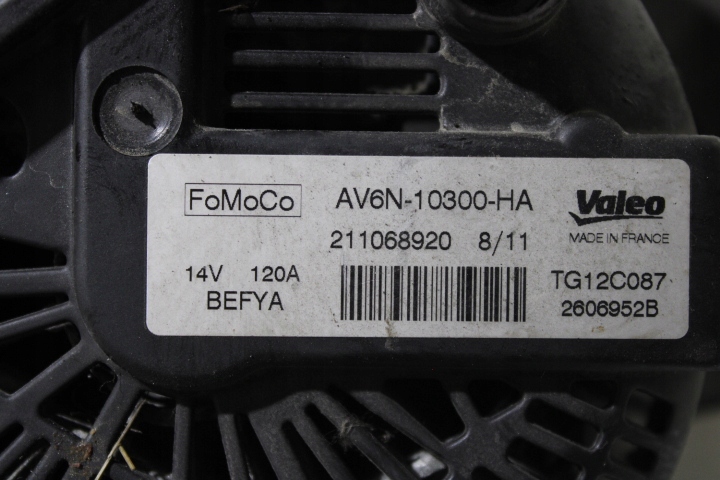 FoMoCo AV6N-10300-HA Valeo
211068920 8/11 MADE IN FRANCE
14V 120A TG12C087
BEFYA 2606952B